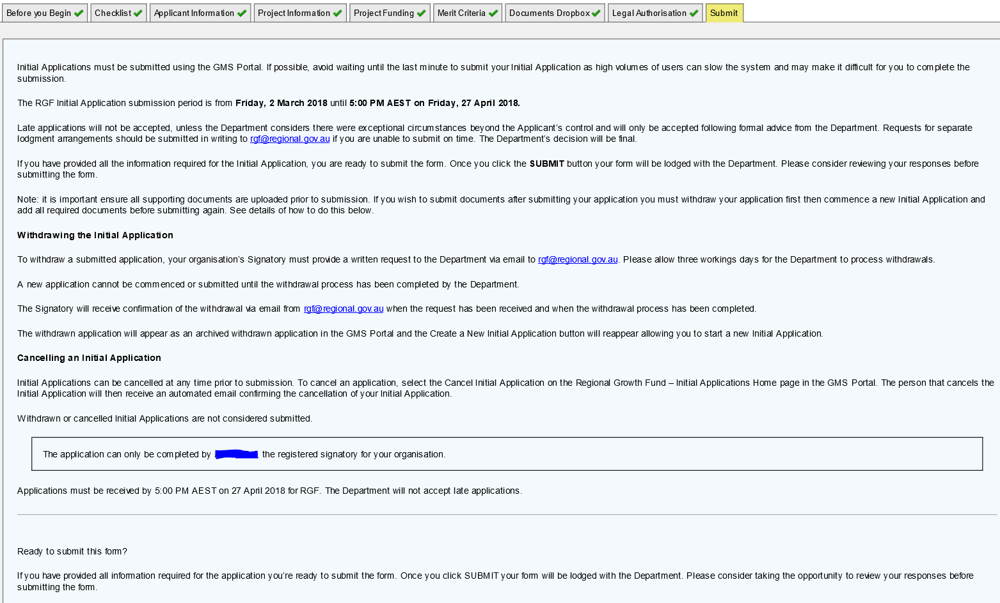 Before you Begin Checklist Applicant Information Project Information Project Funding Merit Criteria Documents Dropbox Legal Authorisation Submit
Initial Applications must be submitted using the GMS Portal. If possible, avoid waiting until the last minute to submit your Initial Application as high volumes of users can slow the system and may make it difficult for you to complete the
submission.
The RGF Initial Application submission period is from Friday, 2 March 2018 until 5:00 PM AEST on Friday, 27 April 2018.
Late applications will not be accepted, unless the Department considers there were exceptional circumstances beyond the Applicant's control and will only be accepted following formal advice from the Department. Requests for separate
lodgment arrangements should be submitted in writing to rgf@regional.gov.au if you are unable to submit on time. The Department's decision will be final.
If you have provided all the information required for the Initial Application, you are ready to submit the form. Once you click the SUBMIT button your form will be lodged with the Department. Please consider reviewing your responses before
submitting the form.
Note: it is important ensure all supporting documents are uploaded prior to submission. If you wish to submit documents after submitting your application you must withdraw your application first then commence a new Initial Application and
add all required documents before submitting again. See details of how to do this below.
Withdrawing the Initial Application
To withdraw a submitted application, your organisation's Signatory must provide a written request to the Department via email to rgf@regional.gov.au. Please allow three workings days for the Department to process withdrawals.
A new application cannot be commenced or submitted until the withdrawal process has been completed by the Department.
The Signatory will receive confirmation of the withdrawal via email from rgf@regional.gov.au when the request has been received and when the withdrawal process has been completed.
The withdrawn application will appear as an archived withdrawn application in the GMS Portal and the Create a New Initial Application button will reappear allowing you to start a new Initial Application.
Cancelling an Initial Application
Initial Applications can be cancelled at any time prior to submission. To cancel an application, select the Cancel Initial Application on the Regional Growth Fund – Initial Applications Home page in the GMS Portal. The person that cancels the
Initial Application will then receive an automated email confirming the cancellation of your Initial Application.
Withdrawn or cancelled Initial Applications are not considered submitted.
The application can only be completed by the registered signatory for your organisation.
Applications must be received by 5:00 PM AEST on 27 April 2018 for RGF. The Department will not accept late applications.
Ready to submit this form?
If you have provided all information required for the application you're ready to submit the form. Once you click SUBMIT your form will be lodged with the Department. Please consider taking the opportunity to review your responses before
submitting the form.